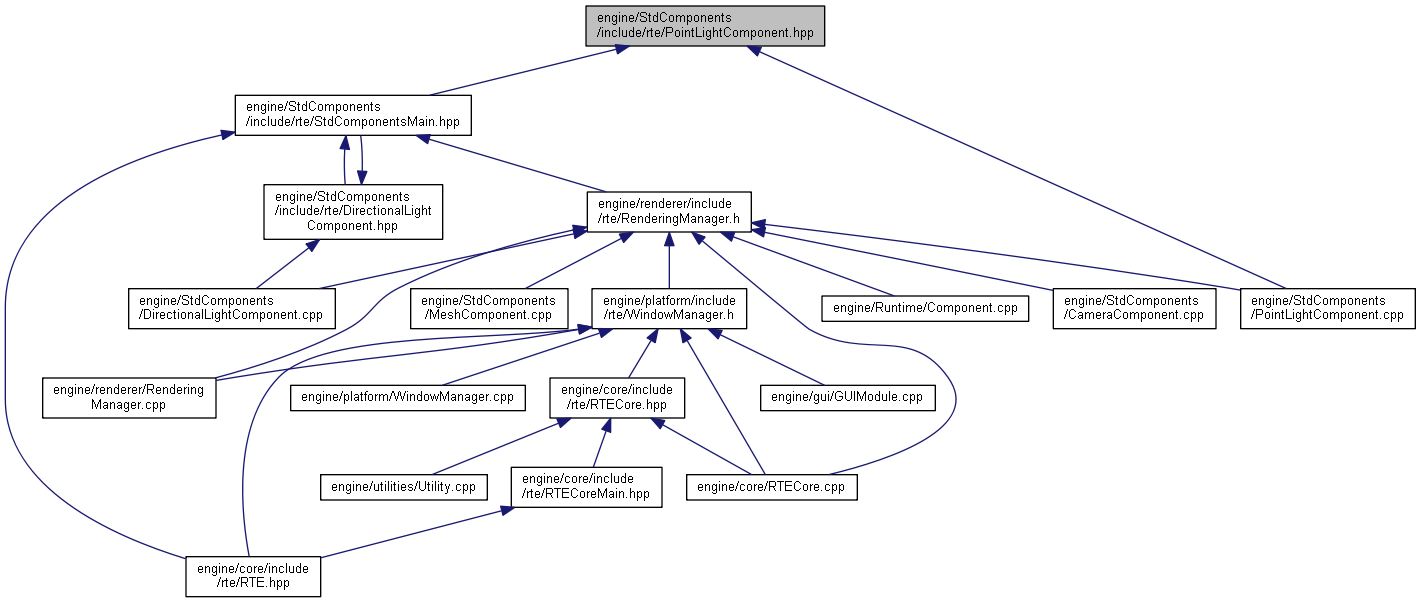 engine/StdComponents
/include/rte/PointLightComponent.hpp
engine/StdComponents
/include/rte/StdComponentsMain.hpp
engine/StdComponents
/include/rte/DirectionalLight
Component.hpp
engine/renderer/include
/rte/RenderingManager.h
engine/StdComponents
/DirectionalLightComponent.cpp
engine/StdComponents
/MeshComponent.cpp
engine/platform/include
/rte/WindowManager.h
engine/Runtime/Component.cpp
engine/StdComponents
/CameraComponent.cpp
engine/StdComponents
/PointLightComponent.cpp
engine/renderer/Rendering
Manager.cpp
engine/platform/WindowManager.cpp
engine/core/include
/rte/RTECore.hpp
engine/gui/GUIModule.cpp
engine/utilities/Utility.cpp
engine/core/include
/rte/RTECoreMain.hpp
engine/core/RTECore.cpp
engine/core/include
/rte/RTE.hpp